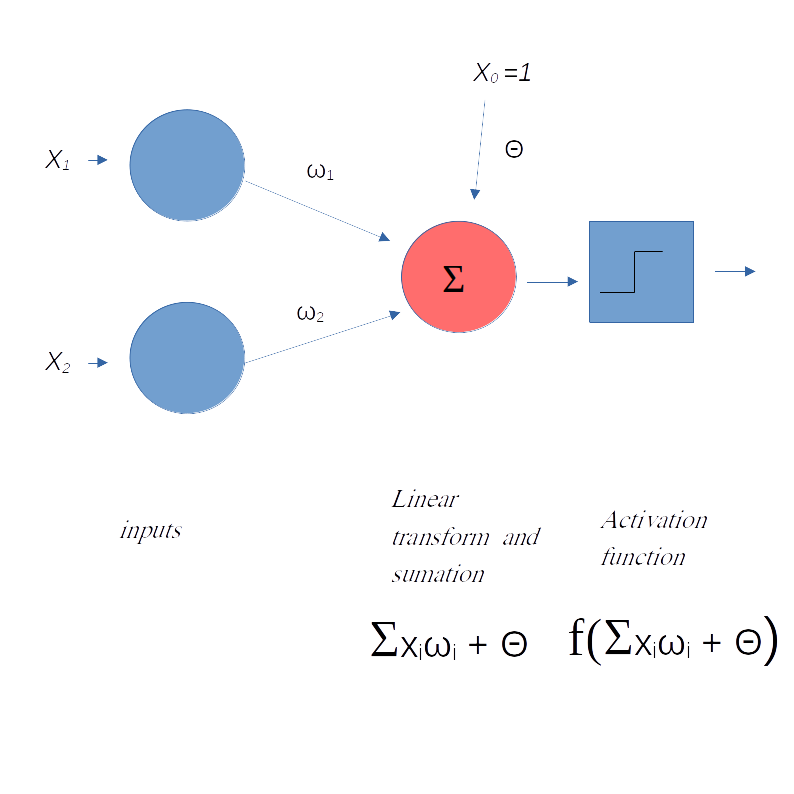 X₀ =1
Θ
X₁
ω₁
Σ
ω₂
X₂
inputs
Linear
transform and
sumation
Activation
function
Σxᵢωᵢ + Θ
f(Σxᵢωᵢ + Θ)